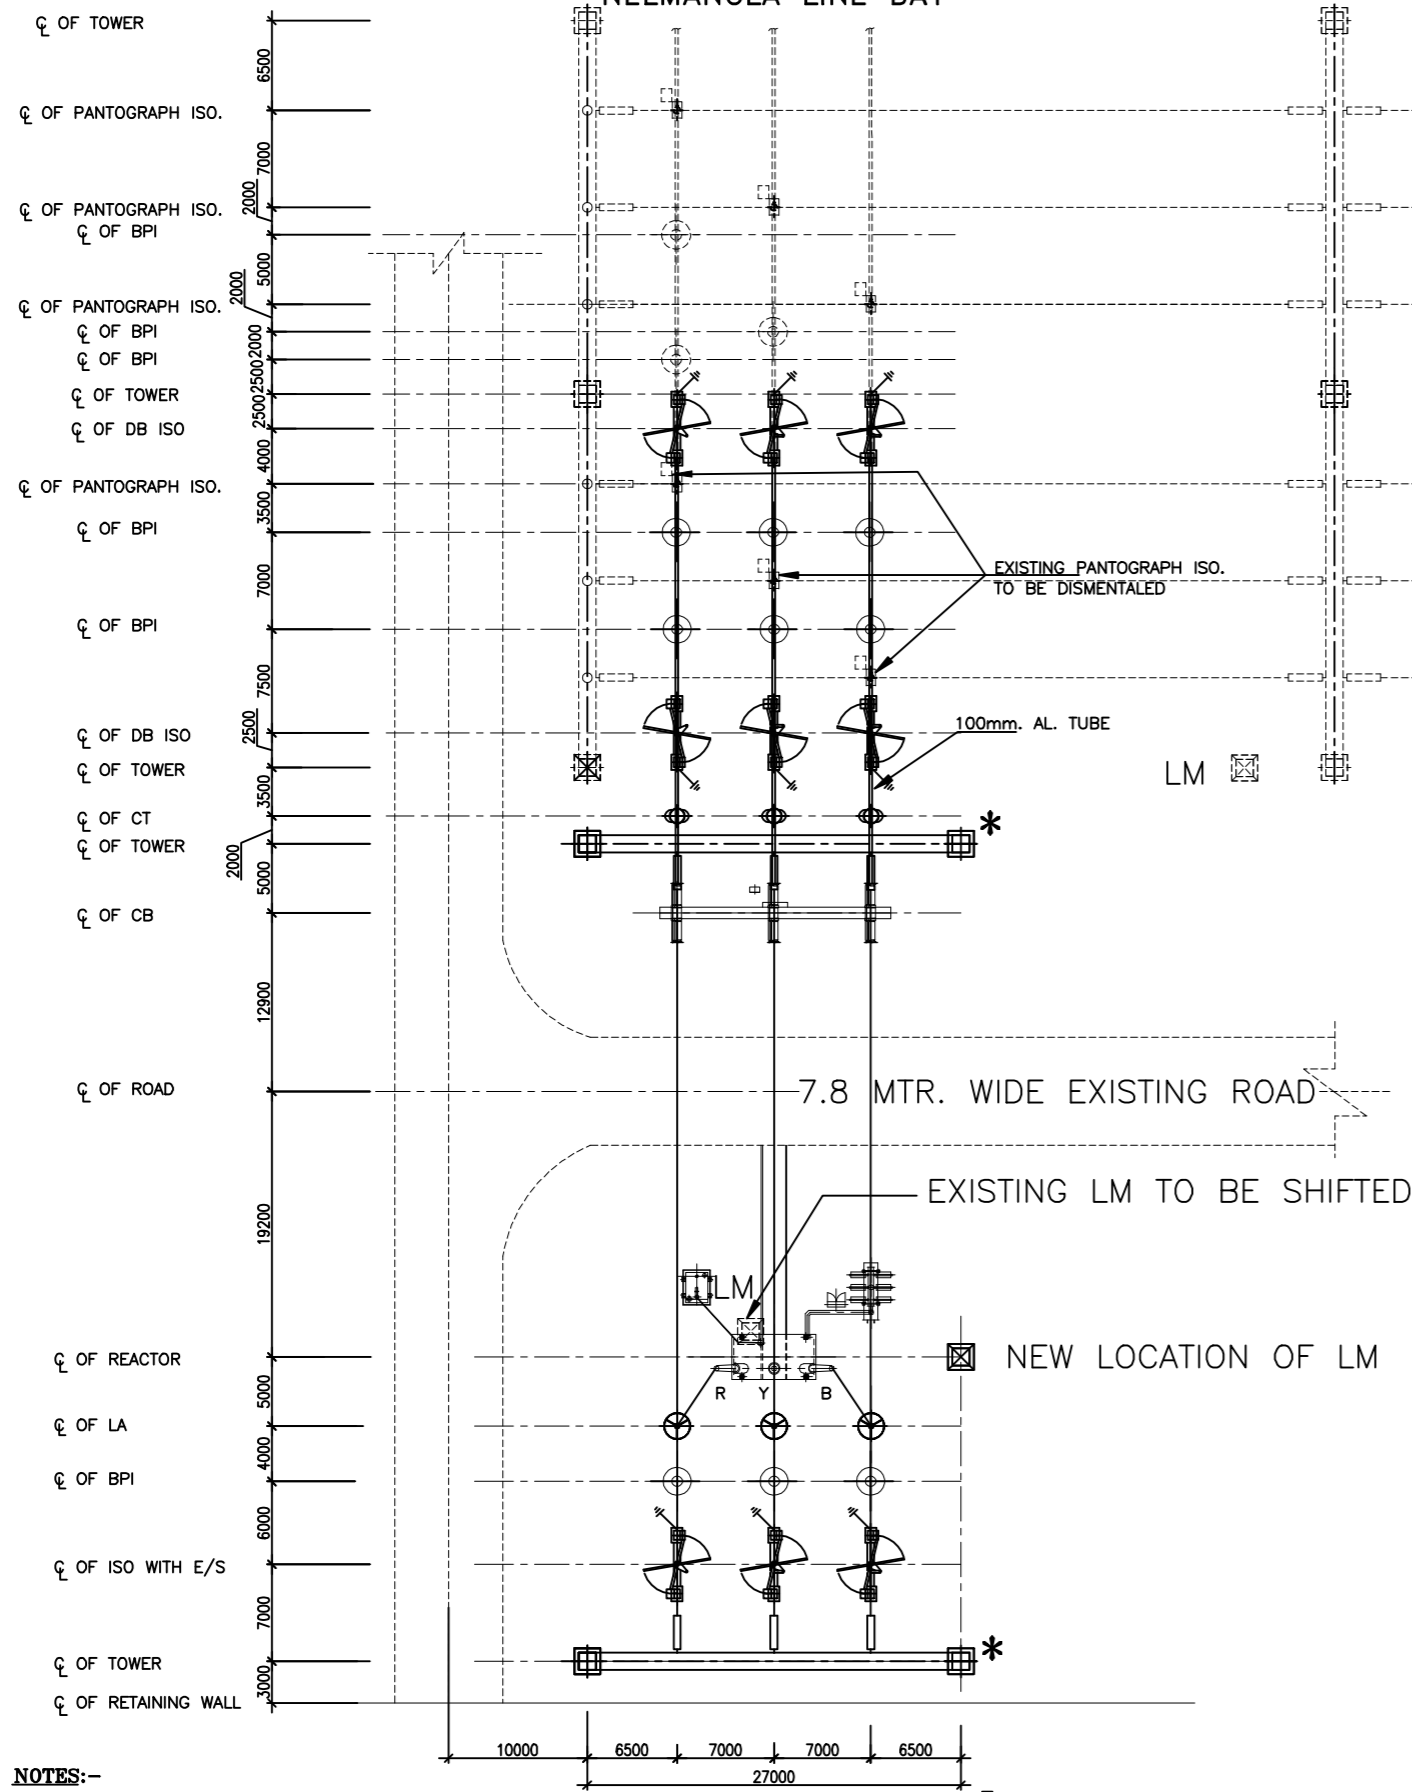 ℄ OF TOWER
6500
℄ OF PANTOGRAPH ISO.
7000
℄ OF PANTOGRAPH ISO.
2000
℄ OF BPI
5000
℄ OF PANTOGRAPH ISO.
2000
℄ OF BPI
2000
℄ OF BPI
2500
℄ OF TOWER
2500
℄ OF DB ISO
4000
℄ OF PANTOGRAPH ISO.
3500
℄ OF BPI
7000
EXISTING PANTOGRAPH ISO.
TO BE DISMENTALED
℄ OF BPI
7500
100mm. AL. TUBE
℄ OF DB ISO
2500
℄ OF TOWER
LM
3500
℄ OF CT
*
℄ OF TOWER
2000
5000
℄ OF CB
12900
℄ OF ROAD
7.8 MTR. WIDE EXISTING ROAD
EXISTING LM TO BE SHIFTED
19200
LM
℄ OF REACTOR
NEW LOCATION OF LM
R Y B
5000
℄ OF LA
4000
℄ OF BPI
6000
℄ OF ISO WITH E/S
7000
℄ OF TOWER
*
3000
℄ OF RETAINING WALL
10000 6500 7000 7000 6500
27000
NOTES:-